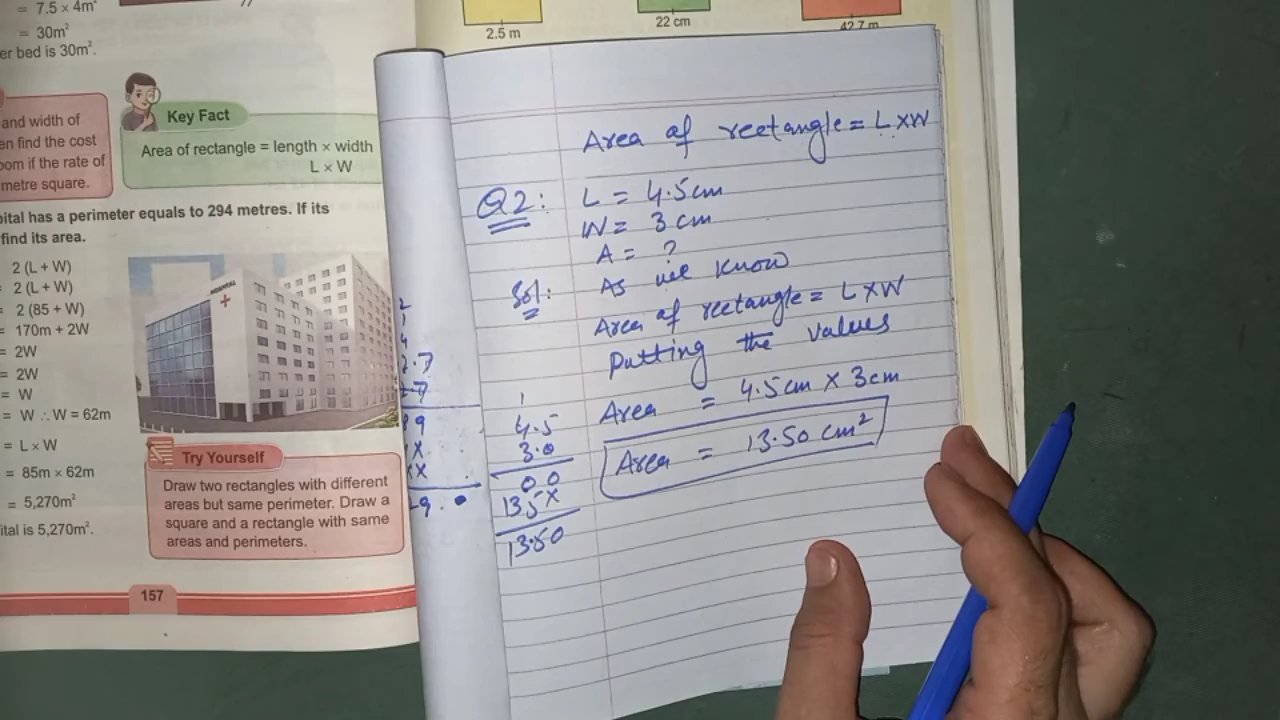 = 7.5 × 4m²
= 30m²
er bed is 30m².
and width of
en find the cost
oom if the rate of
metre square.
Key Fact
Area of rectangle = length × width
L × W
pital has a perimeter equals to 294 metres. If its
find its area.
2 (L + W)
= 2 (L + W)
= 2 (85 + W)
= 170m + 2W
= 2W
= 2W
= W
= W ∴ W = 62m
= L × W
= 85m × 62m
= 5,270m²
ital is 5,270m².
HOSPITAL
Try Yourself
Draw two rectangles with different
areas but same perimeter. Draw a
square and a rectangle with same
areas and perimeters.
157
2.5 m
22 cm
42.7 m
Area of rectangle = L×W
Q2: L = 4.5cm
W = 3 cm
A = ?
Sol: As we know
Area of rectangle = L×W
Putting the values
Area = 4.5cm × 3cm
Area = 13.50 cm²
1
4.5
3.0
00
135×
13.50